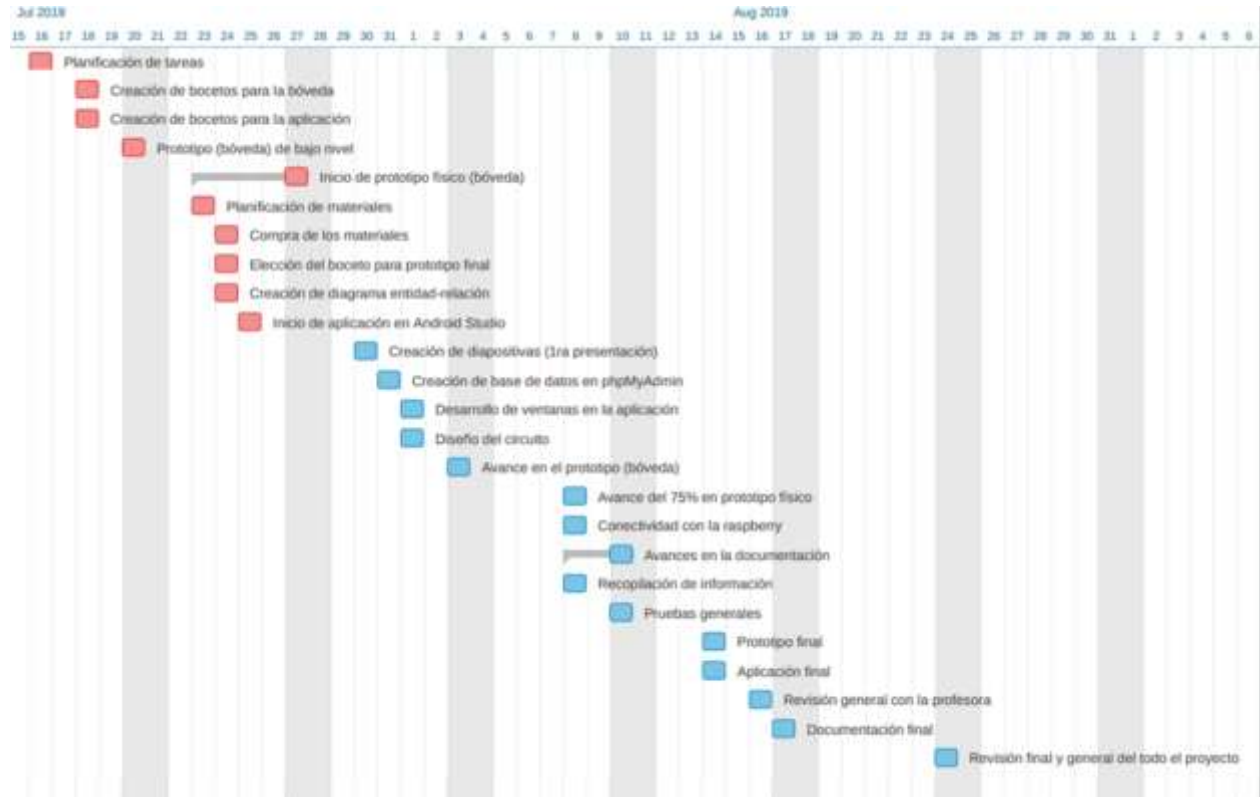 Jul 2019 Aug 2019
15 16 17 18 19 20 21 22 23 24 25 26 27 28 29 30 31 1 2 3 4 5 6 7 8 9 10 11 12 13 14 15 16 17 18 19 20 21 22 23 24 25 26 27 28 29 30 31 1 2 3 4 5 6
Planificación de tareas
Creación de bocetos para la bóveda
Creación de bocetos para la aplicación
Prototipo (bóveda) de bajo nivel
Inicio de prototipo físico (bóveda)
Planificación de materiales
Compra de los materiales
Elección del boceto para prototipo final
Creación de diagrama entidad-relación
Inicio de aplicación en Android Studio
Creación de diapositivas (1ra presentación)
Creación de base de datos en phpMyAdmin
Desarrollo de ventanas en la aplicación
Diseño del circuito
Avance en el prototipo (bóveda)
Avance del 75% en prototipo físico
Conectividad con la raspberry
Avances en la documentación
Recopilación de información
Pruebas generales
Prototipo final
Aplicación final
Revisión general con la profesora
Documentación final
Revisión final y general del todo el proyecto